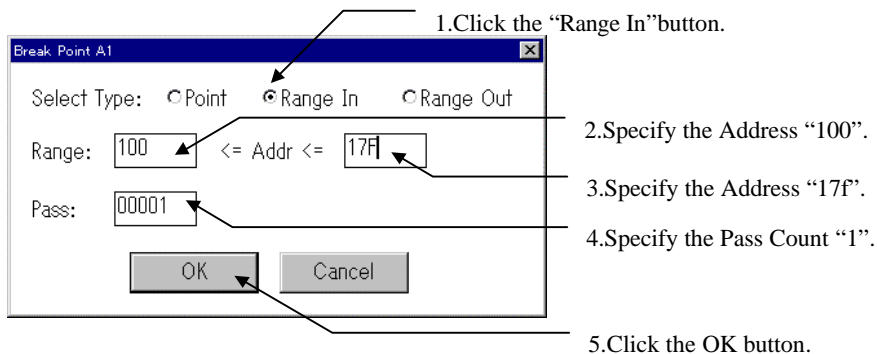 1.Click the “Range In”button.
Break Point A1
Select Type: Point Range In Range Out
2.Specify the Address “100”.
Range: 100 <= Addr <= 17F
3.Specify the Address “17f”.
Pass: 00001
4.Specify the Pass Count “1”.
OK Cancel
5.Click the OK button.